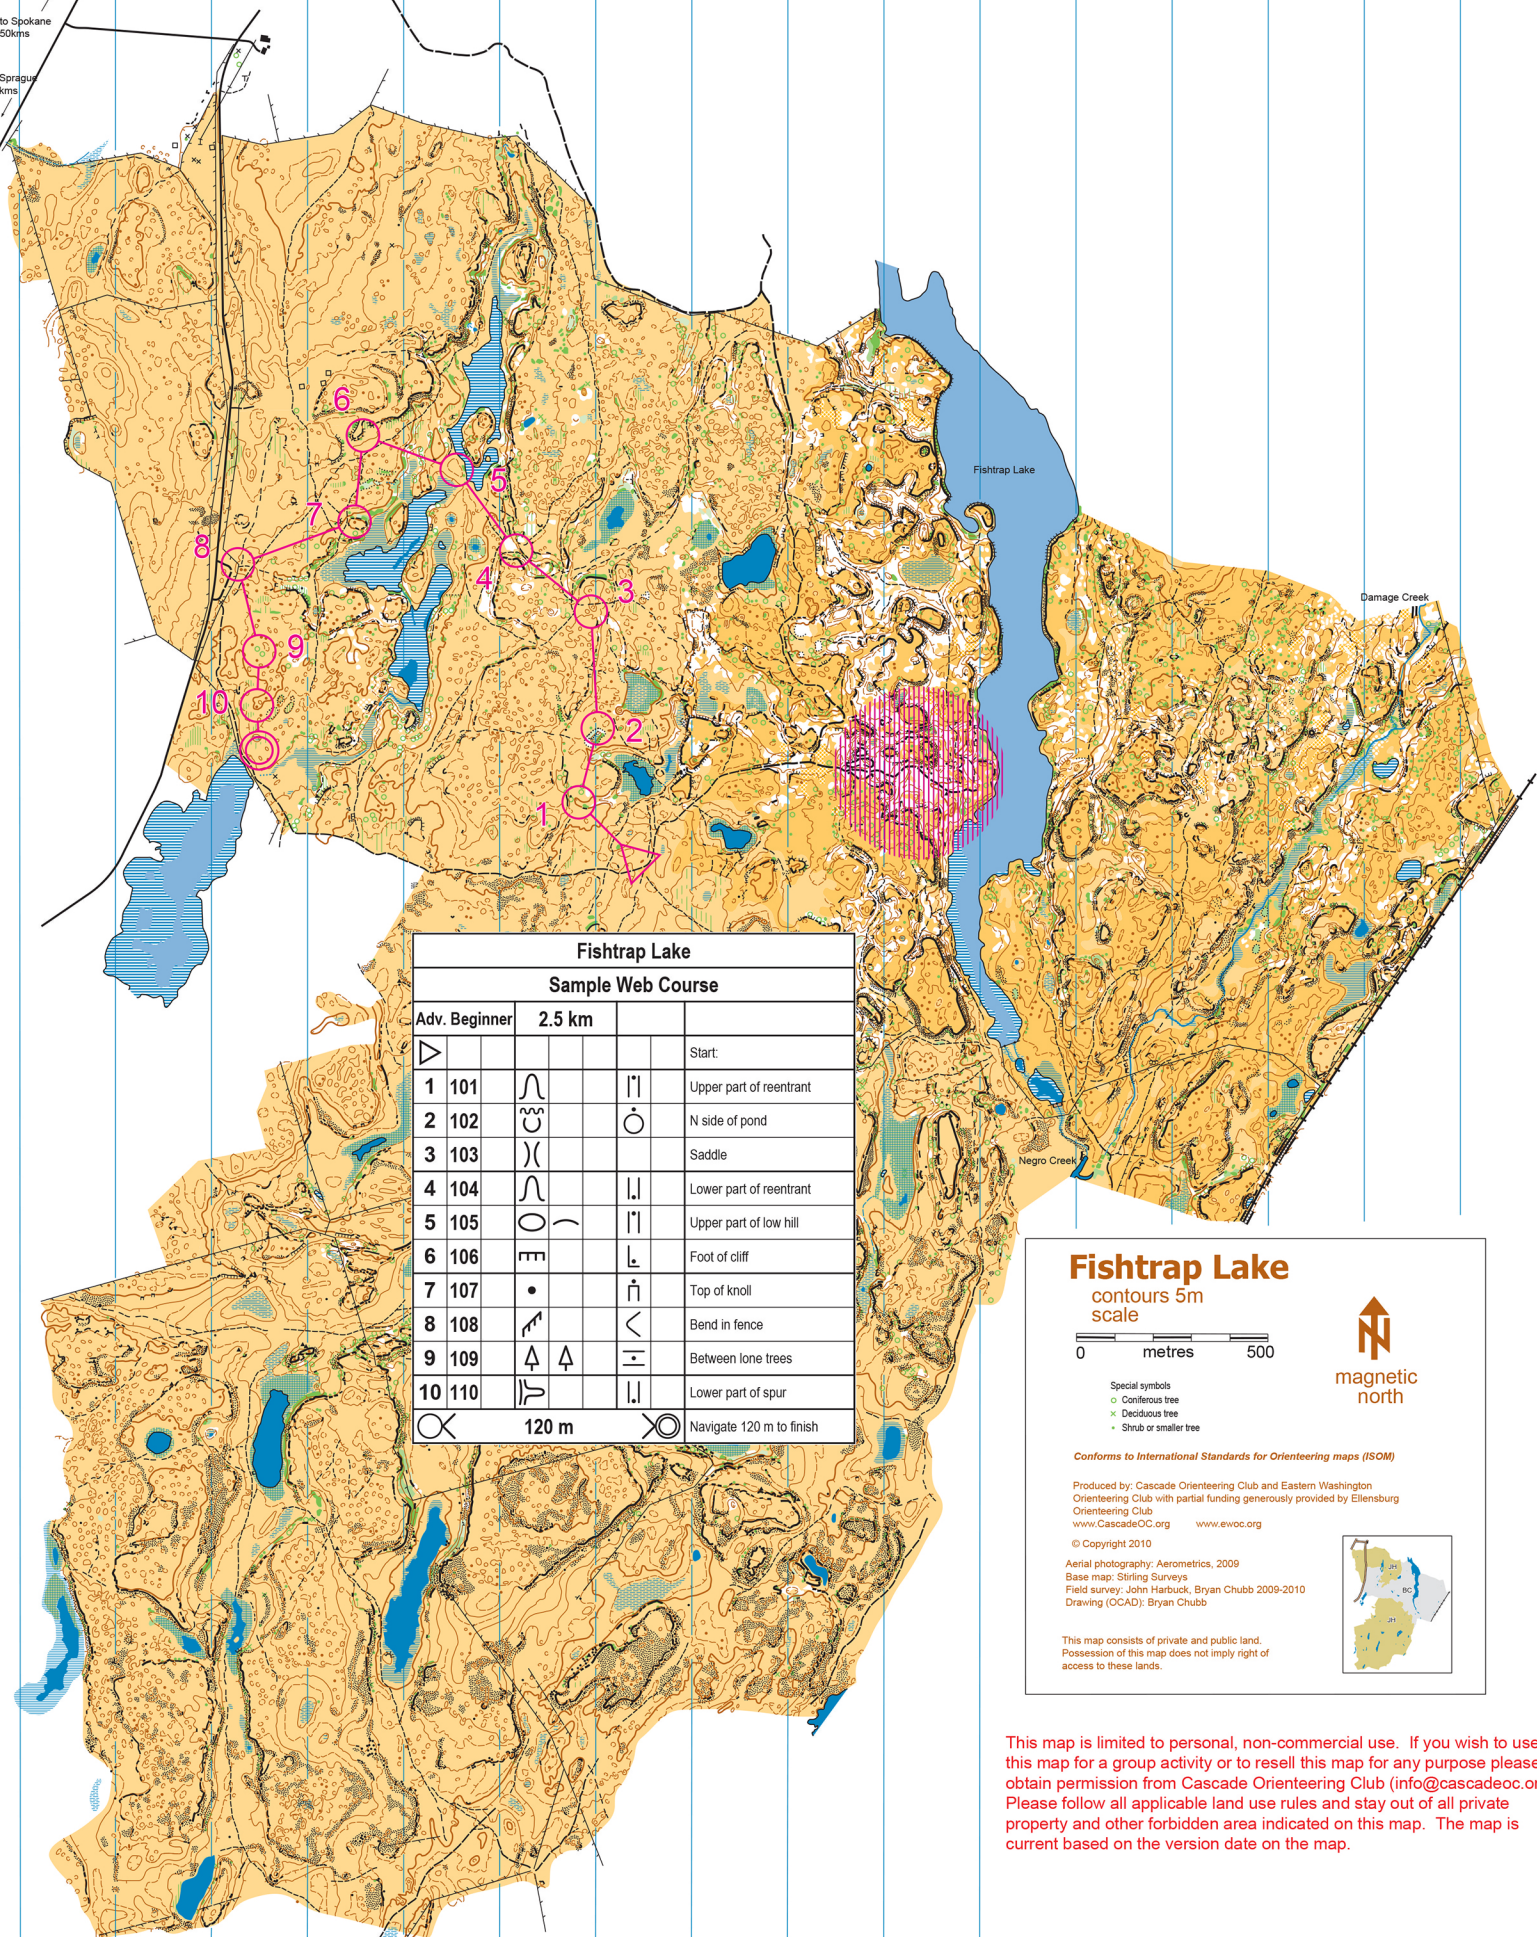 to Spokane
50kms
Sprague
kms
6
5
7
8
4
3
9
10
2
1
Fishtrap Lake
Damage Creek
Negro Creek
Fishtrap Lake
Sample Web Course
Adv. Beginner 2.5 km
Start:
1 101 Upper part of reentrant
2 102 N side of pond
3 103 Saddle
4 104 Lower part of reentrant
5 105 Upper part of low hill
6 106 Foot of cliff
7 107 Top of knoll
8 108 Bend in fence
9 109 Between lone trees
10 110 Lower part of spur
120 m Navigate 120 m to finish
Fishtrap Lake
contours 5m
scale
0 metres 500
N
magnetic
north
Special symbols
Coniferous tree
Deciduous tree
Shrub or smaller tree
Conforms to International Standards for Orienteering maps (ISOM)
Produced by: Cascade Orienteering Club and Eastern Washington
Orienteering Club with partial funding generously provided by Ellensburg
Orienteering Club
www.CascadeOC.org www.ewoc.org
© Copyright 2010
Aerial photography: Aerometrics, 2009
Base map: Stirling Surveys
Field survey: John Harbuck, Bryan Chubb 2009-2010
Drawing (OCAD): Bryan Chubb
This map consists of private and public land.
Possession of this map does not imply right of
access to these lands.
JH
BC
JH
This map is limited to personal, non-commercial use. If you wish to use
this map for a group activity or to resell this map for any purpose please
obtain permission from Cascade Orienteering Club (info@cascadeoc.or
Please follow all applicable land use rules and stay out of all private
property and other forbidden area indicated on this map. The map is
current based on the version date on the map.